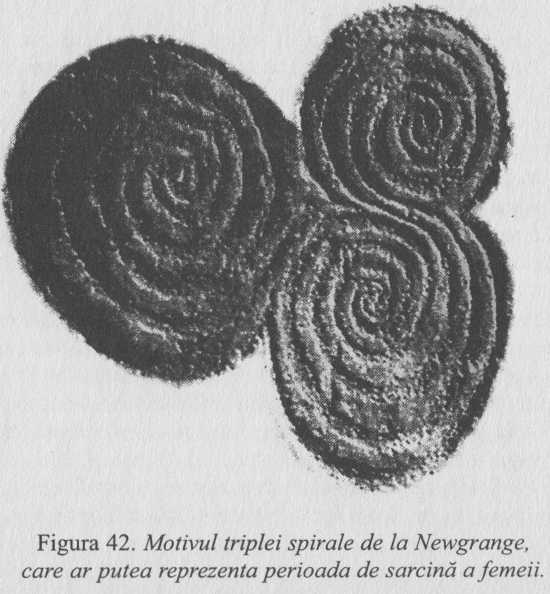 Figura 42. Motivul triplei spirale de la Newgrange,
care ar putea reprezenta perioada de sarcină a femeii.